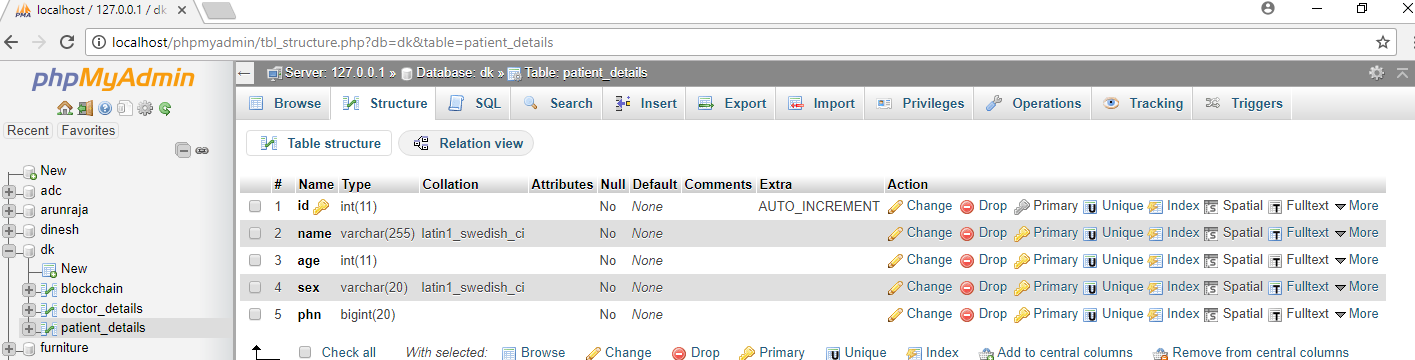 localhost / 127.0.0.1 / dk
localhost/phpmyadmin/tbl_structure.php?db=dk&table=patient_details
phpMyAdmin
Recent Favorites
New
adc
arunraja
dinesh
dk
New
blockchain
doctor_details
patient_details
furniture
Server: 127.0.0.1 » Database: dk » Table: patient_details
Browse Structure SQL Search Insert Export Import Privileges Operations Tracking Triggers
Table structure Relation view
# Name Type Collation Attributes Null Default Comments Extra Action
1 id int(11) No None AUTO_INCREMENT Change Drop Primary Unique Index Spatial Fulltext More
2 name varchar(255) latin1_swedish_ci No None Change Drop Primary Unique Index Spatial Fulltext More
3 age int(11) No None Change Drop Primary Unique Index Spatial Fulltext More
4 sex varchar(20) latin1_swedish_ci No None Change Drop Primary Unique Index Spatial Fulltext More
5 phn bigint(20) No None Change Drop Primary Unique Index Spatial Fulltext More
Check all With selected: Browse Change Drop Primary Unique Index Add to central columns Remove from central columns